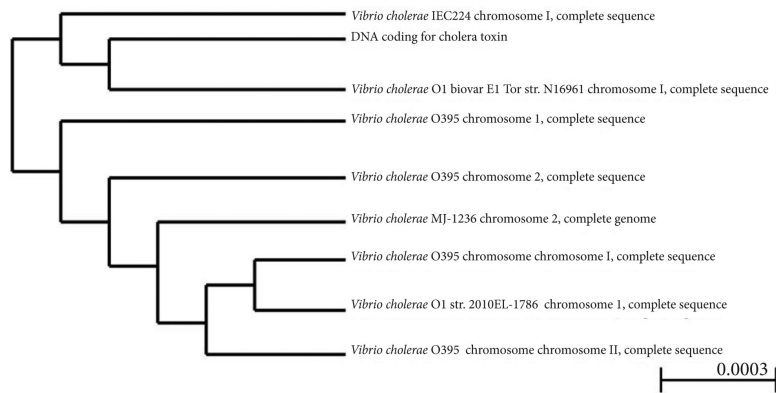 Vibrio cholerae IEC224 chromosome I, complete sequence
DNA coding for cholera toxin
Vibrio cholerae O1 biovar E1 Tor str. N16961 chromosome I, complete sequence
Vibrio cholerae O395 chromosome 1, complete sequence
Vibrio cholerae O395 chromosome 2, complete sequence
Vibrio cholerae MJ-1236 chromosome 2, complete genome
Vibrio cholerae O395 chromosome chromosome I, complete sequence
Vibrio cholerae O1 str. 2010EL-1786 chromosome 1, complete sequence
Vibrio cholerae O395 chromosome chromosome II, complete sequence
0.0003